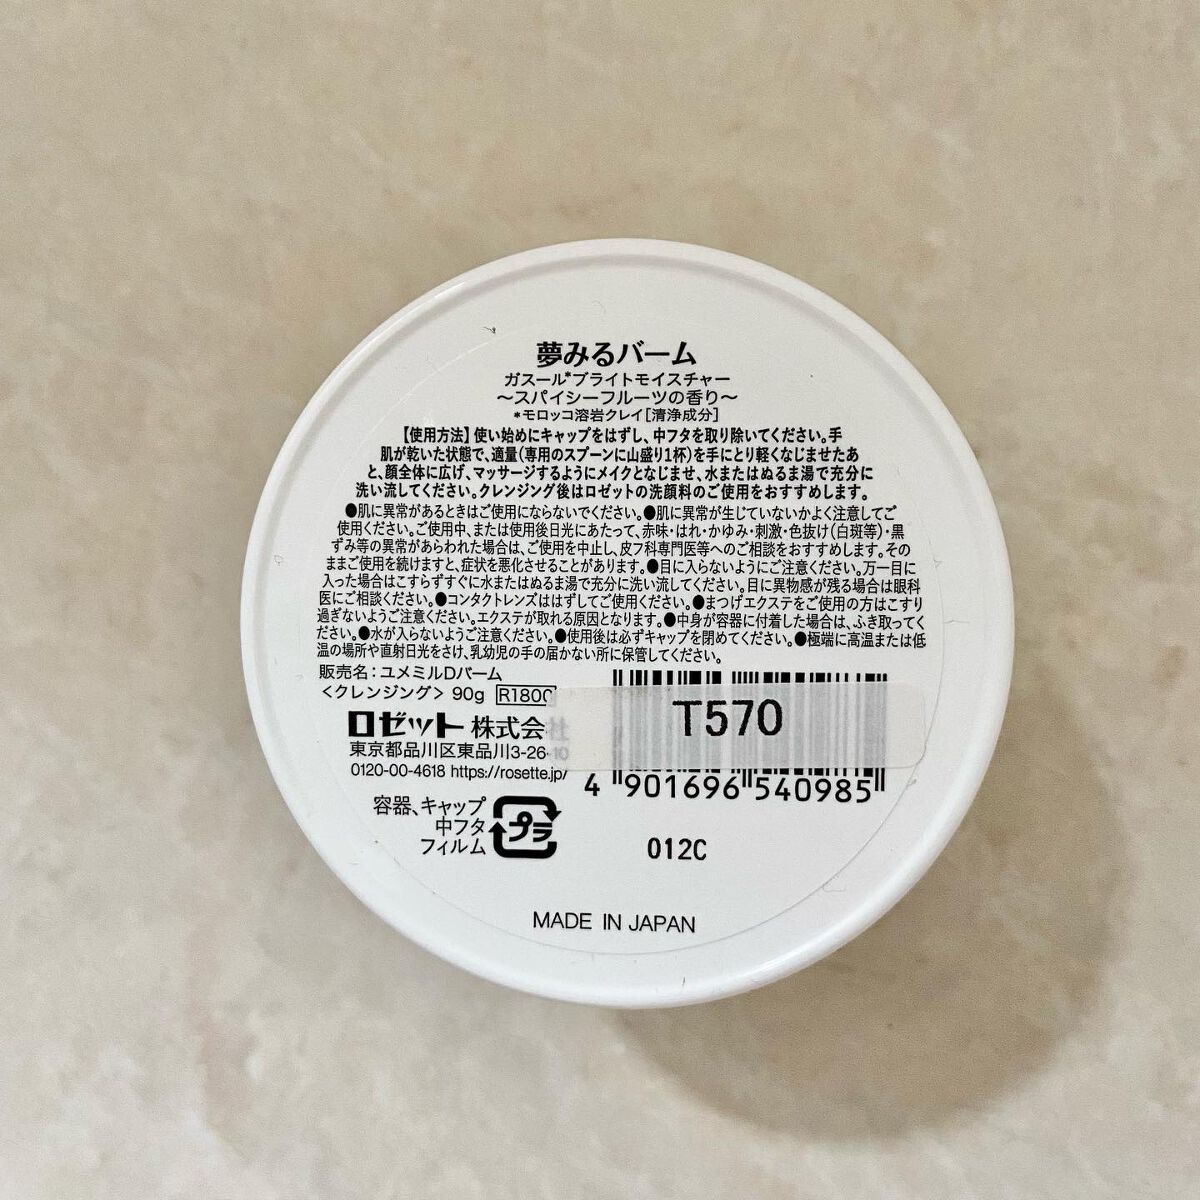 夢みるバーム
ガスール*ブライトモイスチャー
～スパイシーフルーツの香り～
*モロッコ溶岩クレイ[清浄成分]
【使用方法】使い始めにキャップをはずし、中フタを取り除いてください。手
肌が乾いた状態で、適量(専用のスプーンに山盛り1杯)を手にとり軽くなじませたあ
と、顔全体に広げ、マッサージするようにメイクとなじませ、水またはぬるま湯で充分に
洗い流してください。クレンジング後はロゼットの洗顔料のご使用をおすすめします。
●肌に異常があるときはご使用にならないでください。●肌に異常が生じていないかよく注意してご
使用ください。ご使用中、または使用後日光にあたって、赤味・はれ・かゆみ・刺激・色抜け(白斑等)・黒
ずみ等の異常があらわれた場合は、ご使用を中止し、皮フ科専門医等へのご相談をおすすめします。その
ままご使用を続けますと、症状を悪化させることがあります。●目に入らないようにご注意ください。万一目に
入った場合はこすらずすぐに水またはぬるま湯で充分に洗い流してください。目に異物感が残る場合は眼科
医にご相談ください。●コンタクトレンズははずしてご使用ください。●まつげエクステをご使用の方はこすり
過ぎないようご注意ください。エクステが取れる原因となります。●中身が容器に付着した場合は、ふき取ってく
ださい。●水が入らないようご注意ください。●使用後は必ずキャップを閉めてください。●極端に高温または低
温の場所や直射日光をさけ、乳幼児の手の届かない所に保管してください。
販売名：ユメミルDバーム
＜クレンジング＞ 90g R1800
ロゼット 株式会社
東京都品川区東品川3-26-10
0120-00-4618 https://rosette.jp/
T570
4 901696 540985
容器、キャップ
中フタ
フィルム
プラ
012C
MADE IN JAPAN